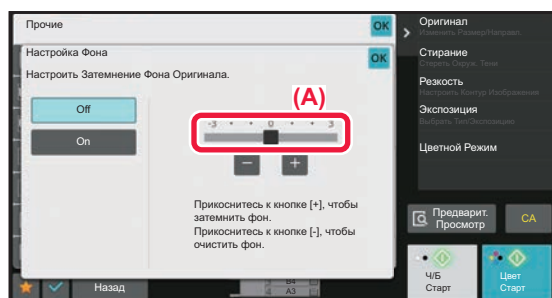 Прочие
OK
Настройка Фона
OK
Настроить Затемнение Фона Оригинала.
Off
On
(A)
-3 • • 0 • • 3
−
+
Прикоснитесь к кнопке [+], чтобы
затемнить фон.
Прикоснитесь к кнопке [-], чтобы
очистить фон.
Назад
B4
A3
Оригинал
Изменить Размер/Направл.
Стирание
Стереть Окруж. Тени
Резкость
Настроить Контур Изображения
Экспозиция
Выбрать Тип/Экспозицию
Цветной Режим
Предварит.
Просмотр
CA
Ч/Б
Старт
Цвет
Старт